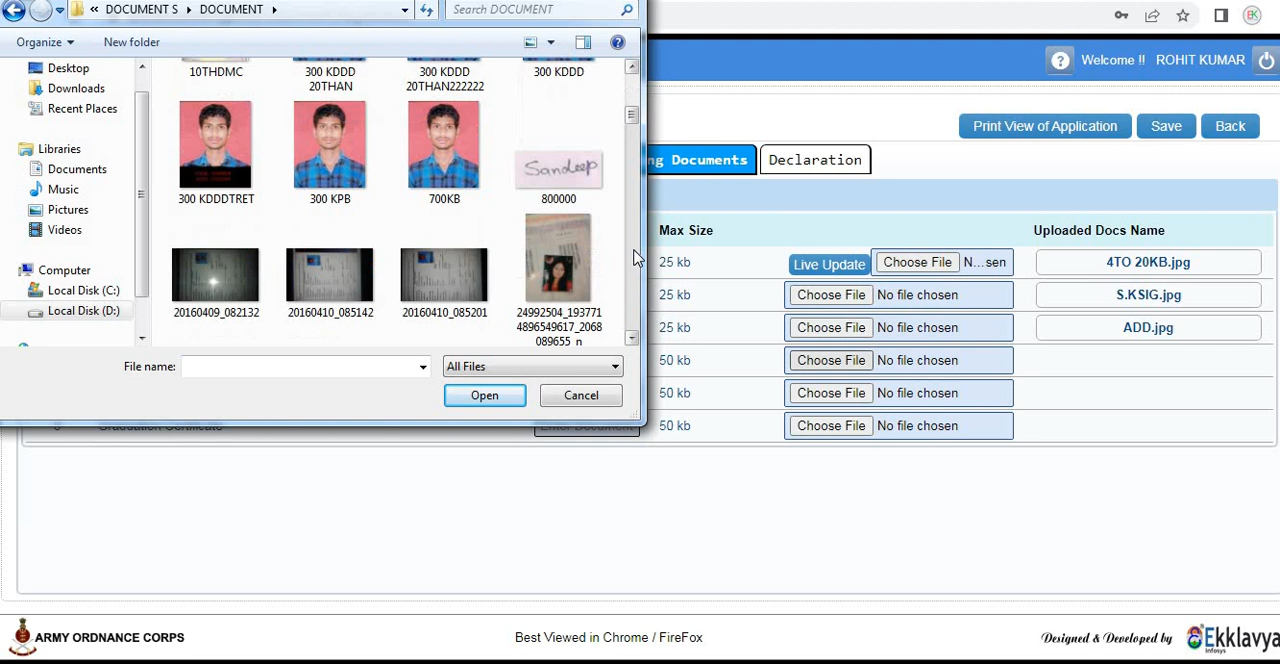 « DOCUMENT S DOCUMENT Search DOCUMENT
Organize New folder
Welcome !! ROHIT KUMAR
Desktop
Downloads
Recent Places
Libraries
Documents
Music
Pictures
Videos
Computer
Local Disk (C:)
Local Disk (D:)
10THDMC
300 KDDD
20THAN
300 KDDD
20THAN222222
300 KDDD
300 KDDDTRET
300 KPB
700KB
Sandeep
800000
20160409_082132
20160410_085142
20160410_085201
24992504_193771
4896549617_2068
089655_n
File name: All Files
Open Cancel
Print View of Application Save Back
ng Documents Declaration
Max Size Uploaded Docs Name
25 kb Live Update Choose File N...sen 4TO 20KB.jpg
25 kb Choose File No file chosen S.KSIG.jpg
25 kb Choose File No file chosen ADD.jpg
50 kb Choose File No file chosen
50 kb Choose File No file chosen
Graduation Certificate Enter Document 50 kb Choose File No file chosen
ARMY ORDNANCE CORPS Best Viewed in Chrome / FireFox Designed & Developed by Ekklavya
Infosys